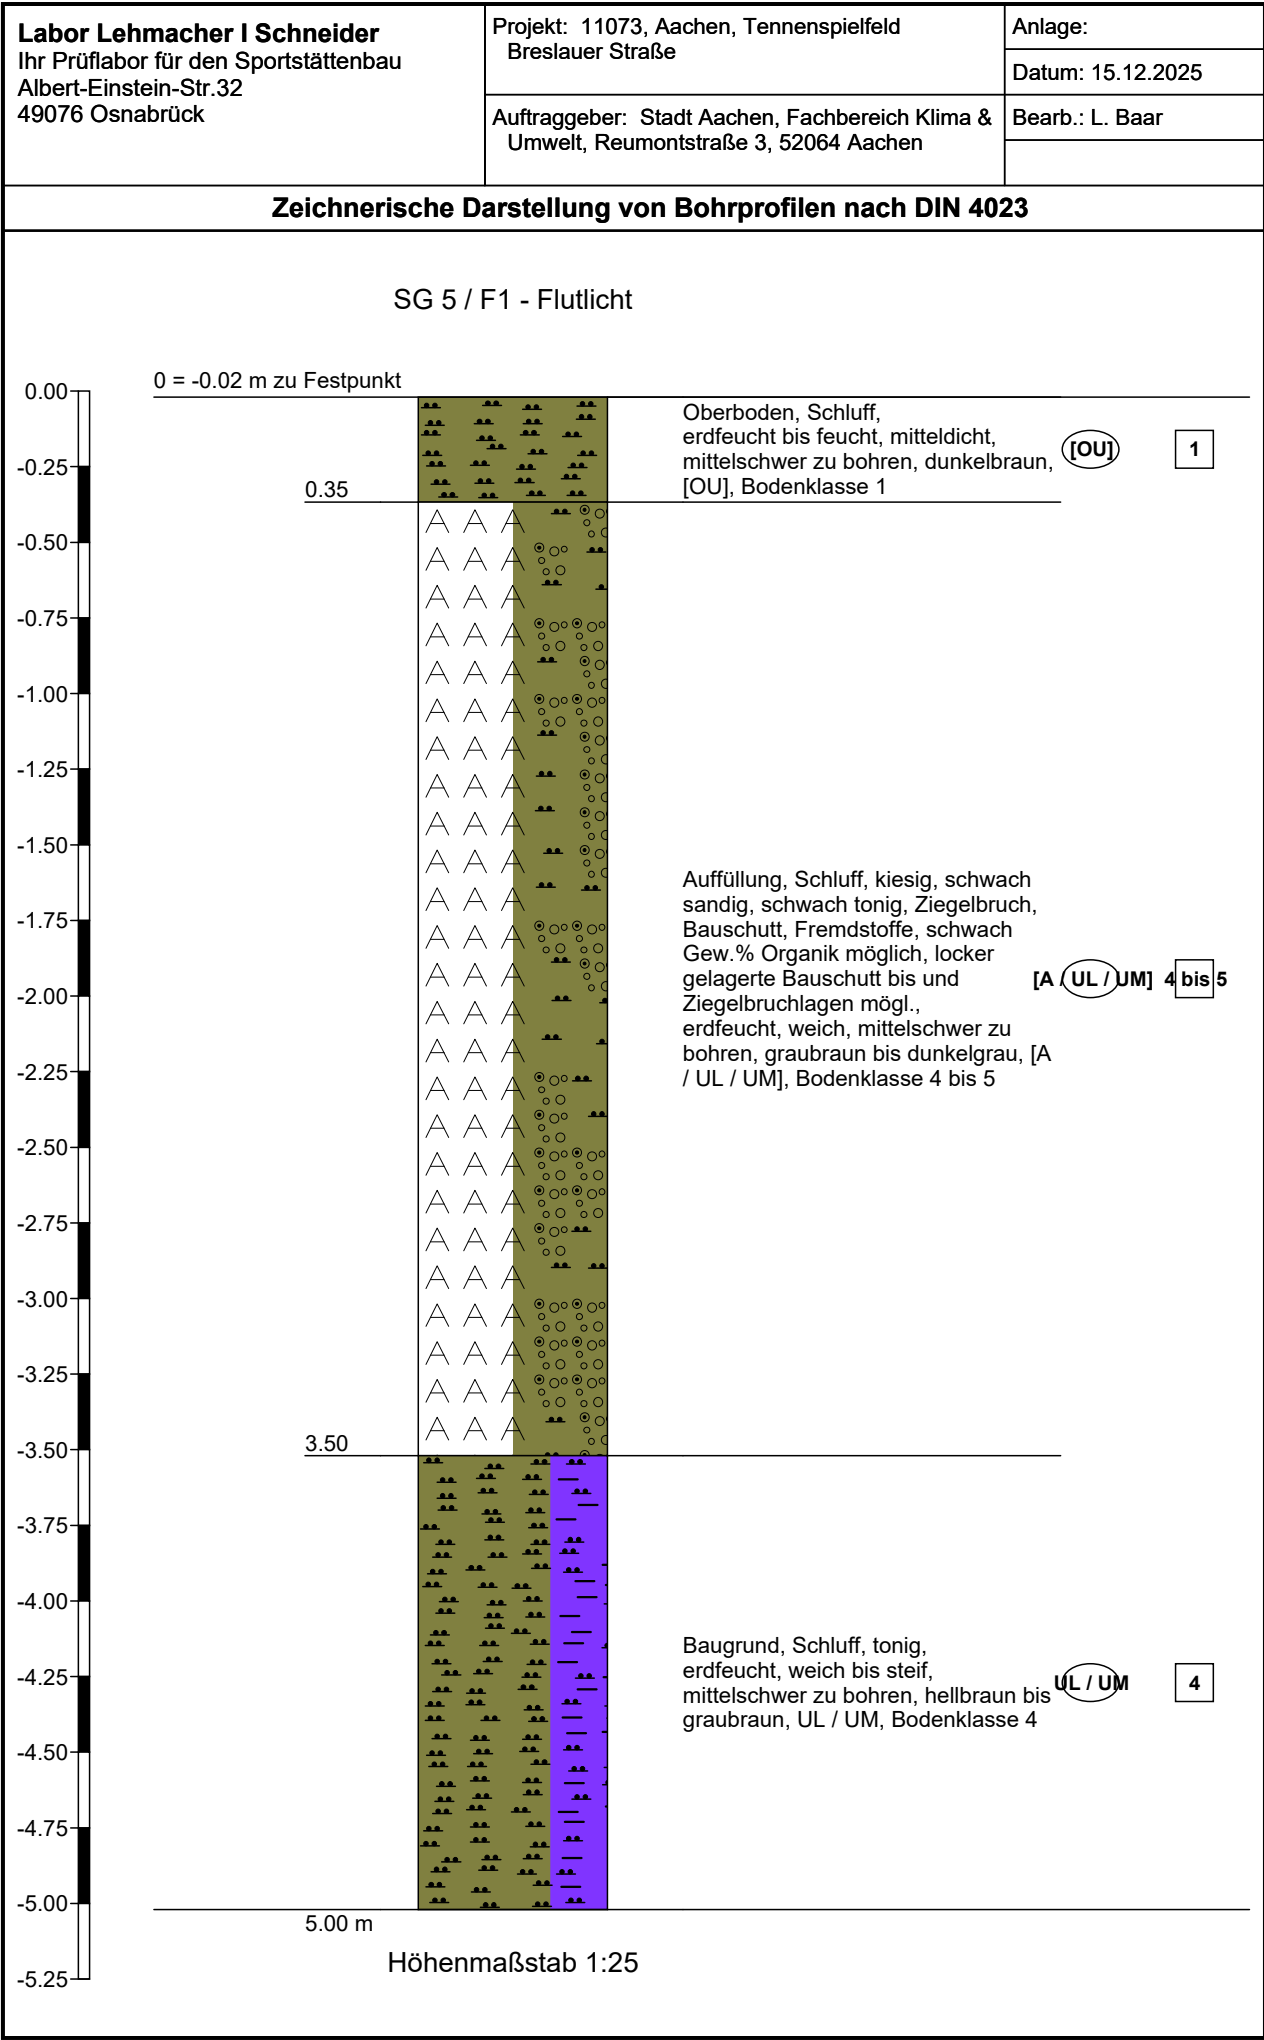 Labor Lehmacher I Schneider
Ihr Prüflabor für den Sportstättenbau
Albert-Einstein-Str.32
49076 Osnabrück
Projekt: 11073, Aachen, Tennenspielfeld
Breslauer Straße
Auftraggeber: Stadt Aachen, Fachbereich Klima &
Umwelt, Reumontstraße 3, 52064 Aachen
Anlage:
Datum: 15.12.2025
Bearb.: L. Baar
Zeichnerische Darstellung von Bohrprofilen nach DIN 4023
SG 5 / F1 - Flutlicht
0 = -0.02 m zu Festpunkt
0.00
-0.25
-0.50
-0.75
-1.00
-1.25
-1.50
-1.75
-2.00
-2.25
-2.50
-2.75
-3.00
-3.25
-3.50
-3.75
-4.00
-4.25
-4.50
-4.75
-5.00
-5.25
0.35
3.50
5.00 m
Oberboden, Schluff,
erdfeucht bis feucht, mitteldicht,
mittelschwer zu bohren, dunkelbraun,
[OU], Bodenklasse 1
[OU]
1
Auffüllung, Schluff, kiesig, schwach
sandig, schwach tonig, Ziegelbruch,
Bauschutt, Fremdstoffe, schwach
Gew.% Organik möglich, locker
gelagerte Bauschutt bis und
Ziegelbruchlagen mögl.,
erdfeucht, weich, mittelschwer zu
bohren, graubraun bis dunkelgrau, [A
/ UL / UM], Bodenklasse 4 bis 5
[A / UL / UM]
4 bis 5
Baugrund, Schluff, tonig,
erdfeucht, weich bis steif,
mittelschwer zu bohren, hellbraun bis
graubraun, UL / UM, Bodenklasse 4
UL / UM
4
Höhenmaßstab 1:25